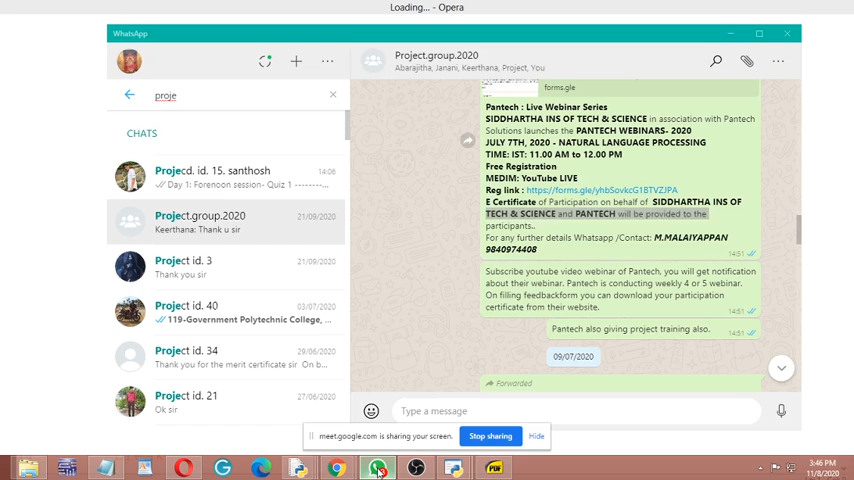 Loading... - Opera
WhatsApp
Project.group.2020
Abarajitha, Janani, Keerthana, Project, You
proje
CHATS
Projecd. id. 15. santhosh
14:06
Day 1: Forenoon session- Quiz 1 --------...
Project.group.2020
21/09/2020
Keerthana: Thank u sir
Project id. 3
21/09/2020
Thank you sir
Project id. 40
03/07/2020
119-Government Polytechnic College, ...
Project id. 34
29/06/2020
Thank you for the merit certificate sir On b...
Project id. 21
27/06/2020
Ok sir
forms.gle
Pantech : Live Webinar Series
SIDDHARTHA INS OF TECH & SCIENCE in association with Pantech
Solutions launches the PANTECH WEBINARS- 2020
JULY 7TH, 2020 - NATURAL LANGUAGE PROCESSING
TIME: IST: 11.00 AM to 12.00 PM
Free Registration
MEDIM: YouTube LIVE
Reg link : https://forms.gle/yhbSovkcG1BTVZJPA
E Certificate of Participation on behalf of SIDDHARTHA INS OF
TECH & SCIENCE and PANTECH will be provided to the
participants..
For any further details Whatsapp /Contact: M.MALAIYAPPAN
9840974408
14:51
Subscribe youtube video webinar of Pantech, you will get notification
about their webinar. Pantech is conducting weekly 4 or 5 webinar.
On filling feedbackform you can download your participation
certificate from their website.
14:51
Pantech also giving project training also.
14:51
09/07/2020
Forwarded
Type a message
meet.google.com is sharing your screen.
Stop sharing
Hide
PDF
3:46 PM
11/8/2020